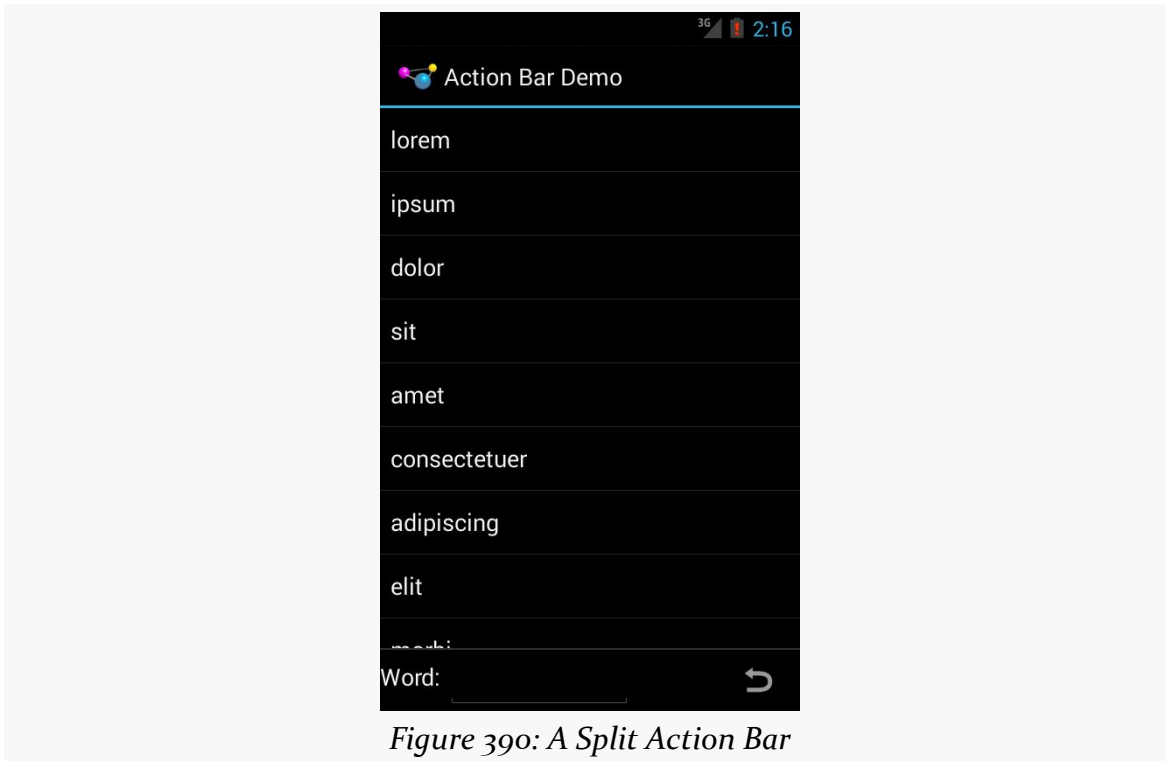 3G 2:16
Action Bar Demo
lorem
ipsum
dolor
sit
amet
consectetuer
adipiscing
elit
morbi
Word:
Figure 390: A Split Action Bar